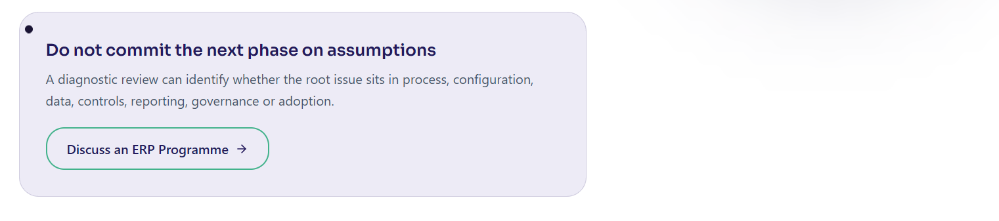 Do not commit the next phase on assumptions
A diagnostic review can identify whether the root issue sits in process, configuration,
data, controls, reporting, governance or adoption.
Discuss an ERP Programme →